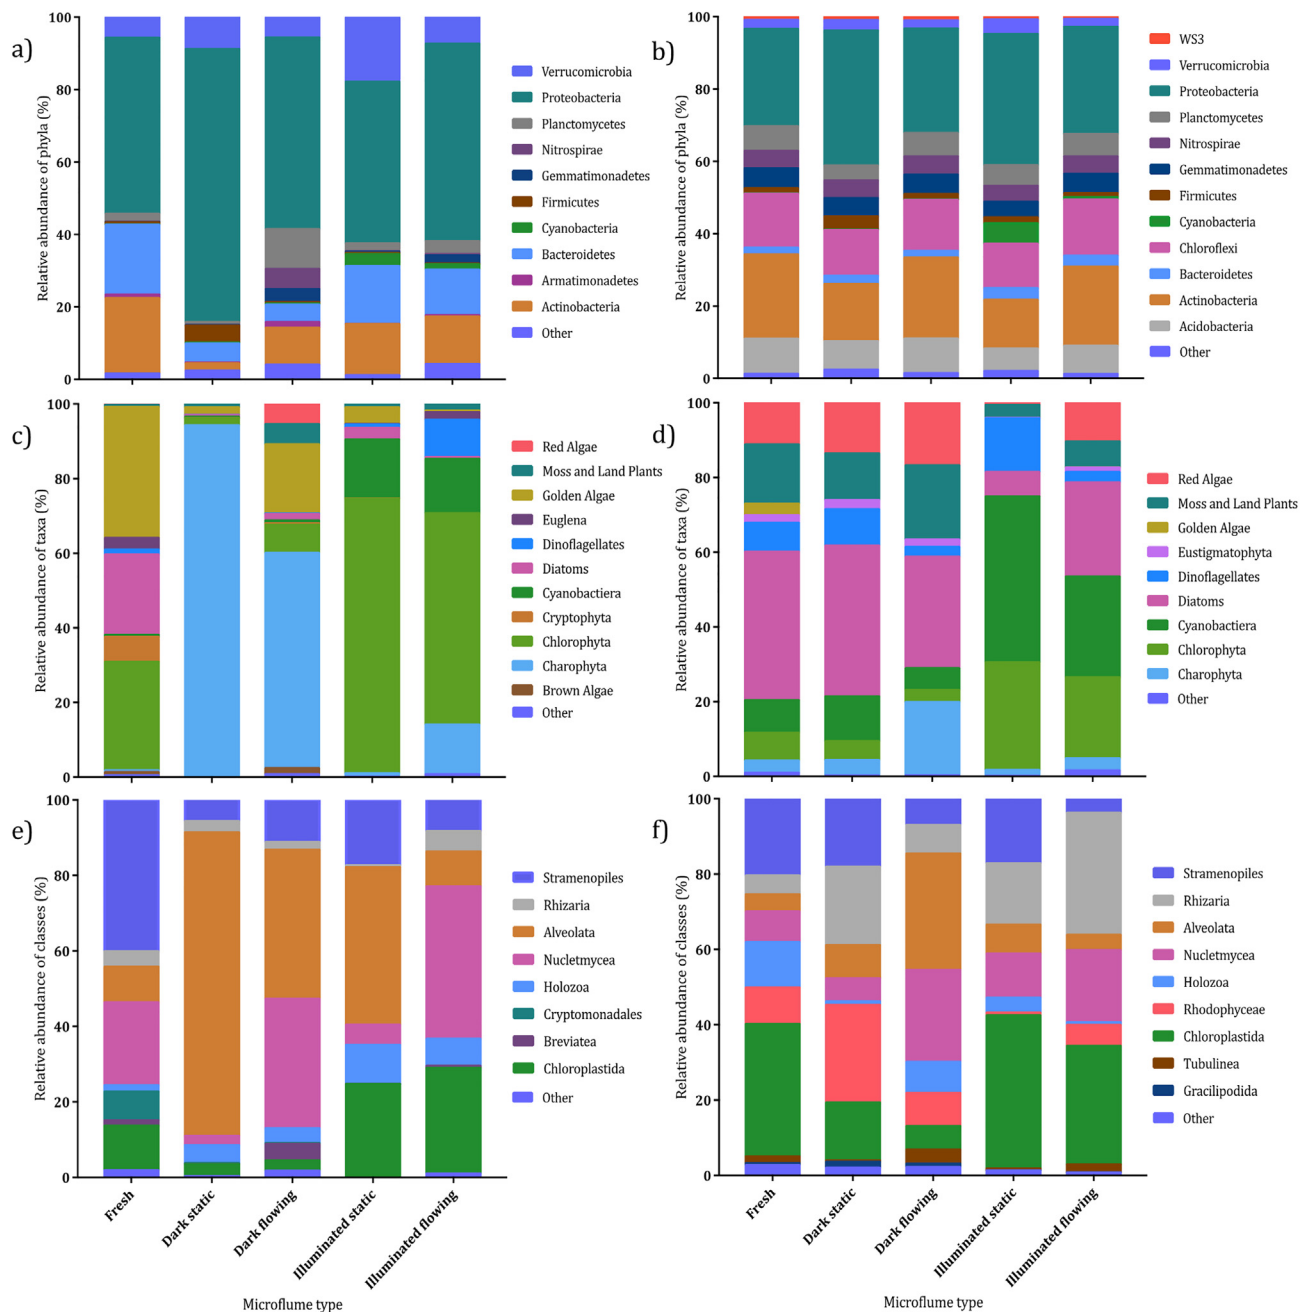 a)
Relative abundance of phyla (%)
100
80
60
40
20
0
Verrucomicrobia
Proteobacteria
Planctomycetes
Nitrospirae
Gemmatimonadetes
Firmicutes
Cyanobacteria
Bacteroidetes
Armatimonadetes
Actinobacteria
Other
b)
Relative abundance of phyla (%)
100
80
60
40
20
0
WS3
Verrucomicrobia
Proteobacteria
Planctomycetes
Nitrospirae
Gemmatimonadetes
Firmicutes
Cyanobacteria
Chloroflexi
Bacteroidetes
Actinobacteria
Acidobacteria
Other
c)
Relative abundance of taxa (%)
100
80
60
40
20
0
Red Algae
Moss and Land Plants
Golden Algae
Euglena
Dinoflagellates
Diatoms
Cyanobactiera
Cryptophyta
Chlorophyta
Charophyta
Brown Algae
Other
d)
Relative abundance of taxa (%)
100
80
60
40
20
0
Red Algae
Moss and Land Plants
Golden Algae
Eustigmatophyta
Dinoflagellates
Diatoms
Cyanobactiera
Chlorophyta
Charophyta
Other
e)
Relative abundance of classes (%)
100
80
60
40
20
0
Stramenopiles
Rhizaria
Alveolata
Nucletmycea
Holozoa
Cryptomonadales
Breviatea
Chloroplastida
Other
Fresh
Dark static
Dark flowing
Illuminated static
Illuminated flowing
Microflume type
f)
Relative abundance of classes (%)
100
80
60
40
20
0
Stramenopiles
Rhizaria
Alveolata
Nucletmycea
Holozoa
Rhodophyceae
Chloroplastida
Tubulinea
Gracilipodida
Other
Fresh
Dark static
Dark flowing
Illuminated static
Illuminated flowing
Microflume type